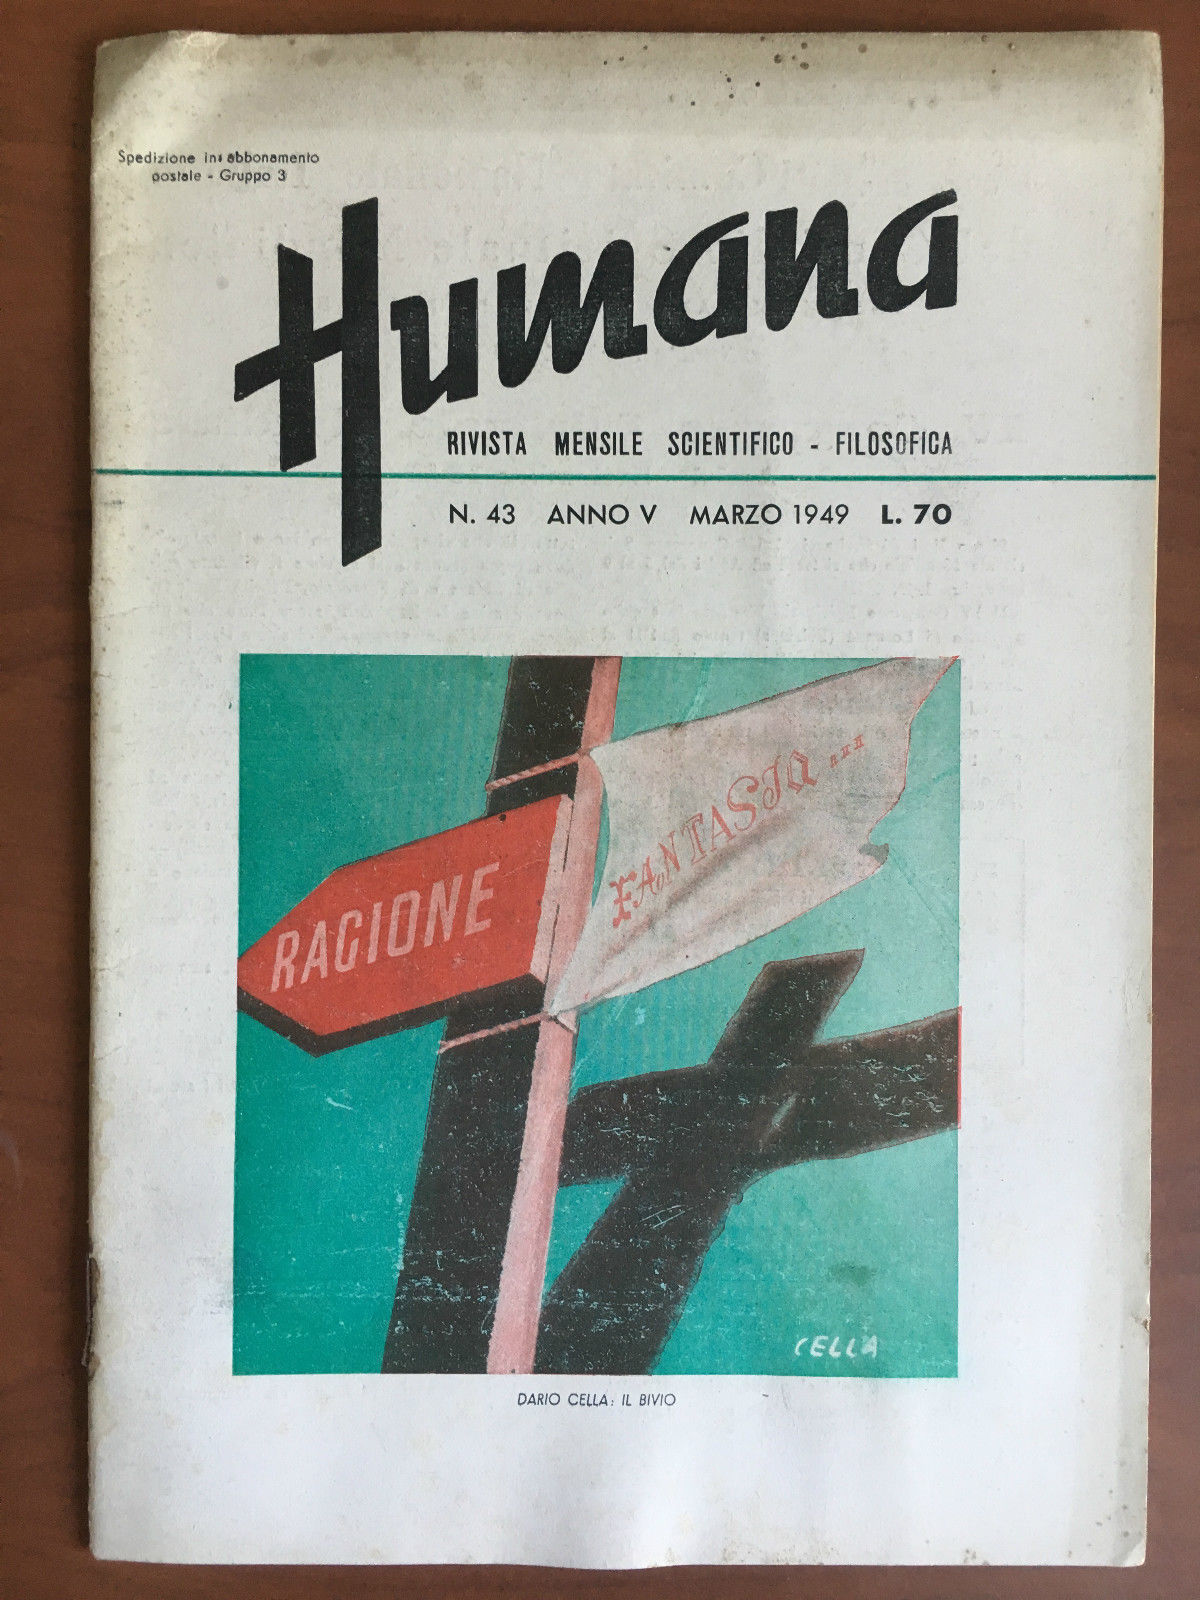 Spedizione in abbonamento
postale - Gruppo 3
Humana
RIVISTA MENSILE SCIENTIFICO - FILOSOFICA
N. 43 ANNO V MARZO 1949 L. 70
FANTASIA...
RAGIONE
CELLA
DARIO CELLA: IL BIVIO